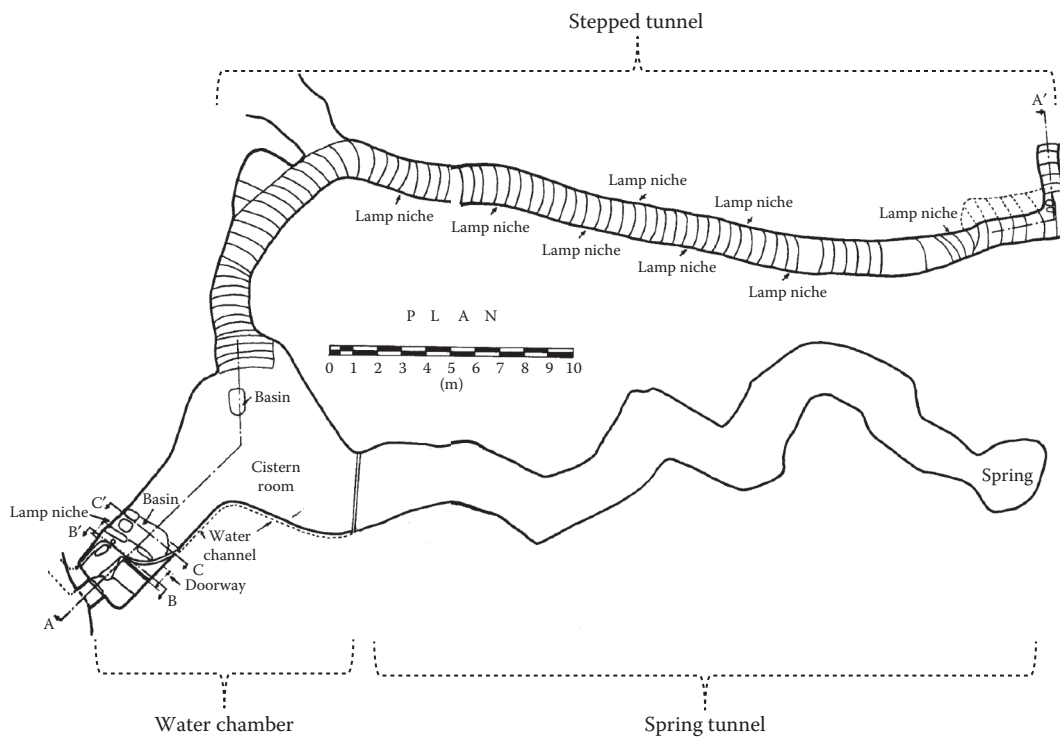 Stepped tunnel
A′
Lamp niche
Lamp niche
Lamp niche
Lamp niche
Lamp niche
Lamp niche
Lamp niche
Lamp niche
P L A N
0 1 2 3 4 5 6 7 8 9 10
(m)
Basin
Cistern
room
Spring
C′
Basin
Lamp niche
B′
Water
channel
C
Doorway
B
A
Water chamber
Spring tunnel